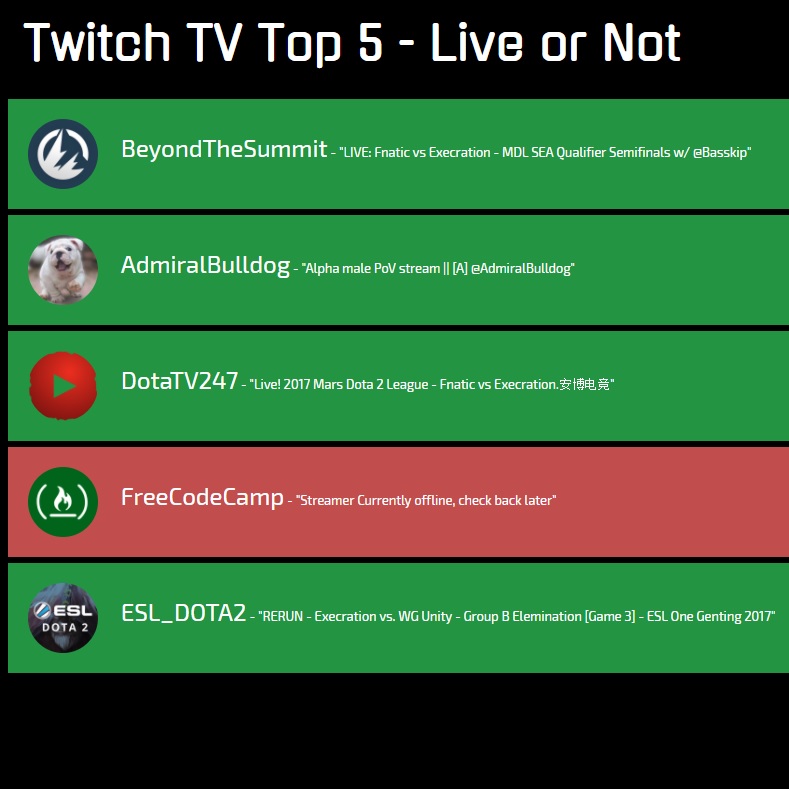 Twitch TV Top 5 - Live or Not
BeyondTheSummit - "LIVE: Fnatic vs Execration - MDL SEA Qualifier Semifinals w/ @Basskip"
AdmiralBulldog - "Alpha male PoV stream || [A] @AdmiralBulldog"
DotaTV247 - "Live! 2017 Mars Dota 2 League - Fnatic vs Execration.安博电竞"
FreeCodeCamp - "Streamer Currently offline, check back later"
ESL
DOTA 2
ESL_DOTA2 - "RERUN - Execration vs. WG Unity - Group B Elemination [Game 3] - ESL One Genting 2017"